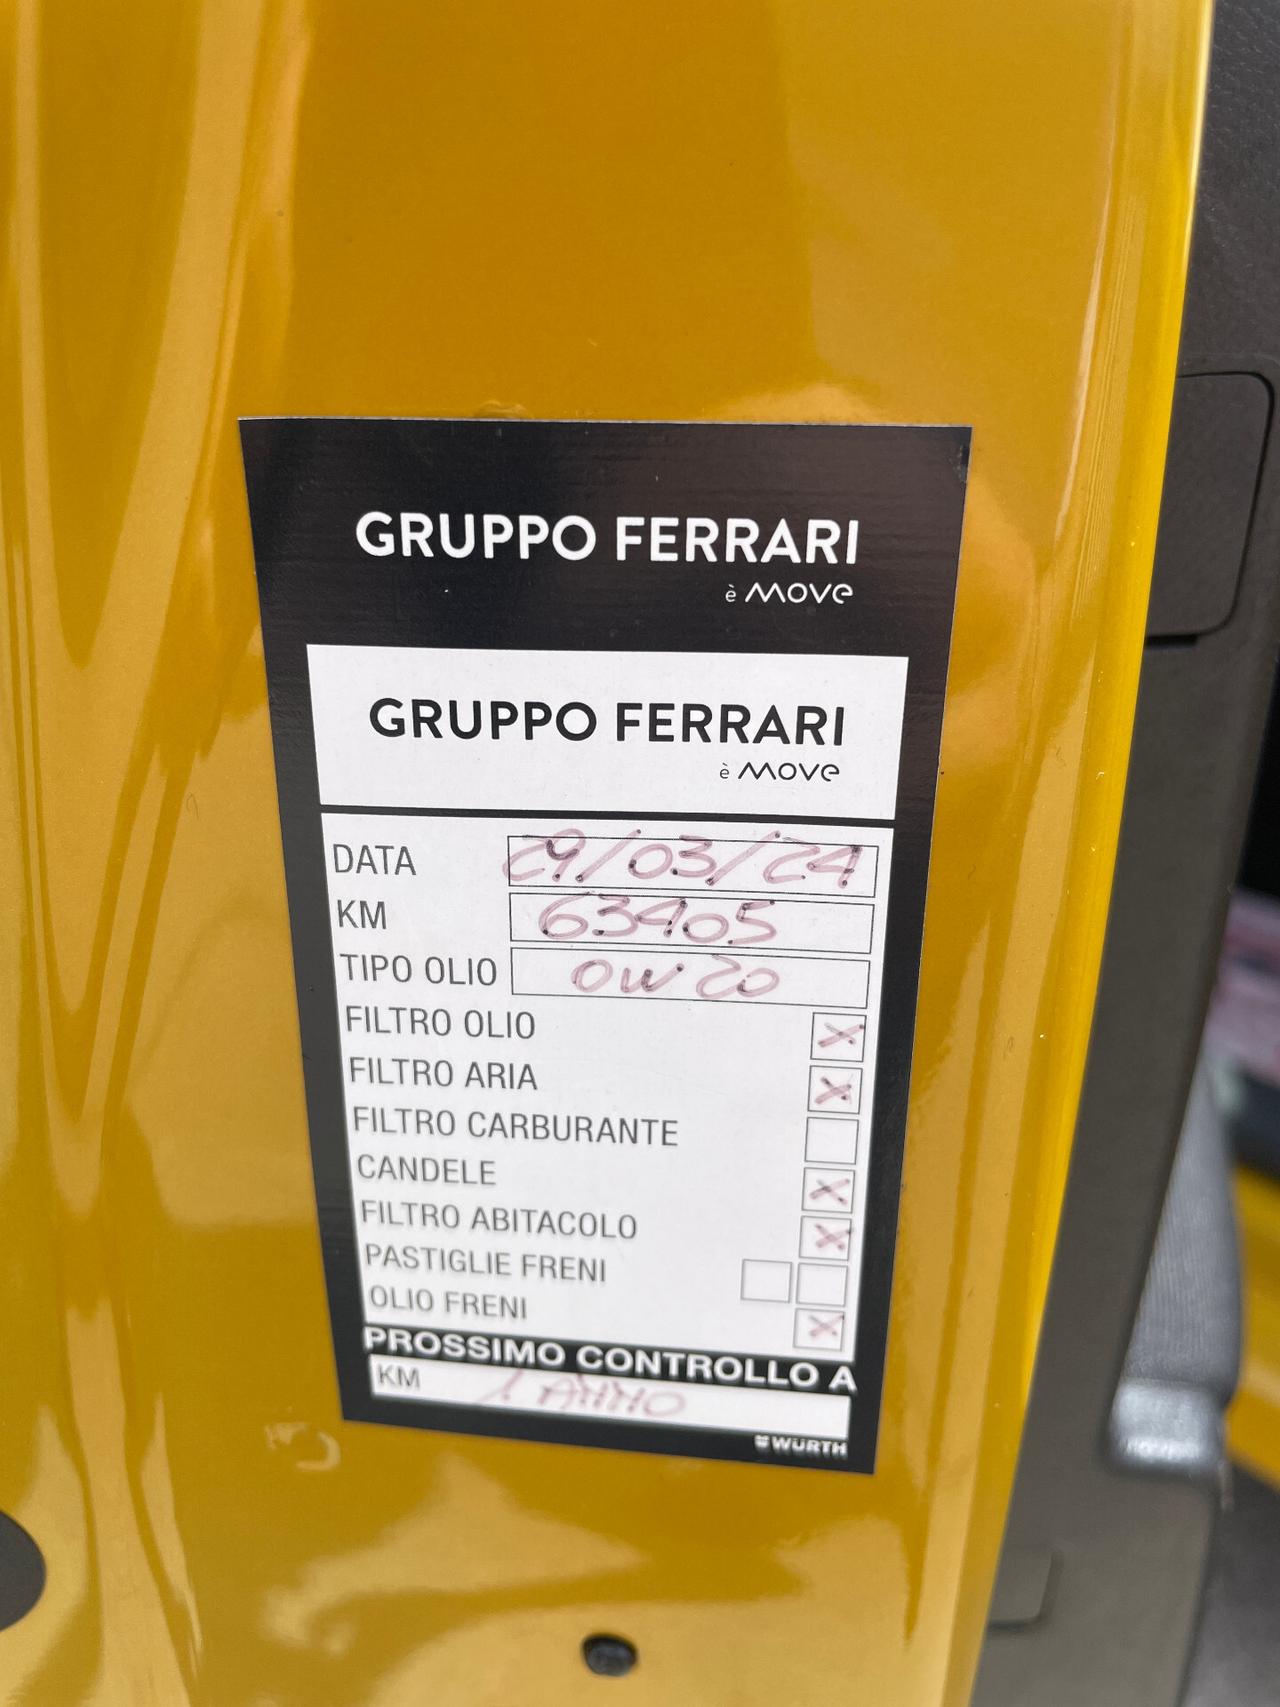 GRUPPO FERRARI
è MOVE
GRUPPO FERRARI
è MOVE
DATA 29/03/24
KM 63405
TIPO OLIO 0W20
FILTRO OLIO X
FILTRO ARIA X
FILTRO CARBURANTE
CANDELE X
FILTRO ABITACOLO X
PASTIGLIE FRENI
OLIO FRENI X
PROSSIMO CONTROLLO A
KM 1 ANNO
WÜRTH